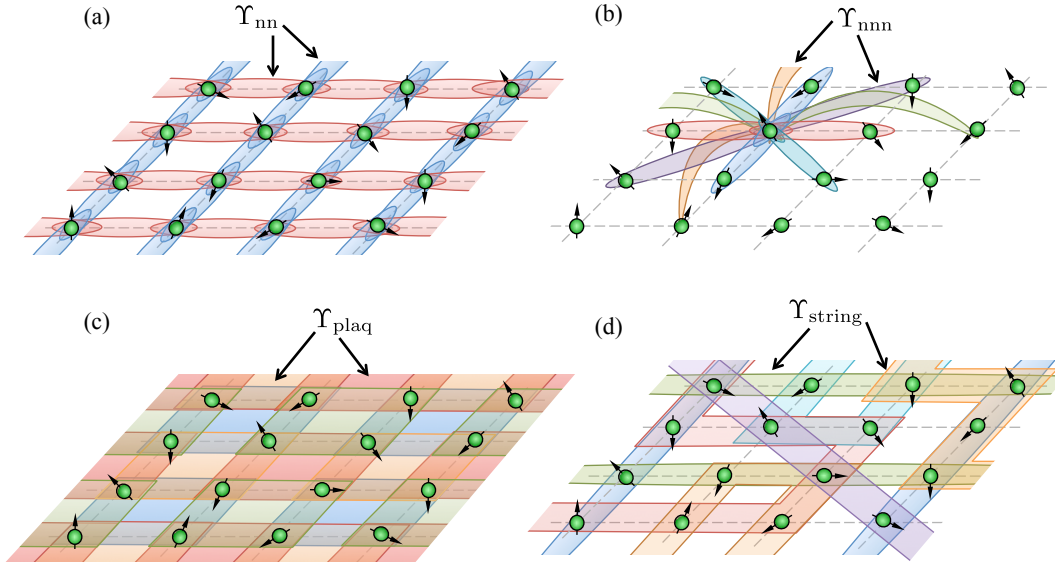 (a)
Υnn
(b)
Υnnn
(c)
Υplaq
(d)
Υstring